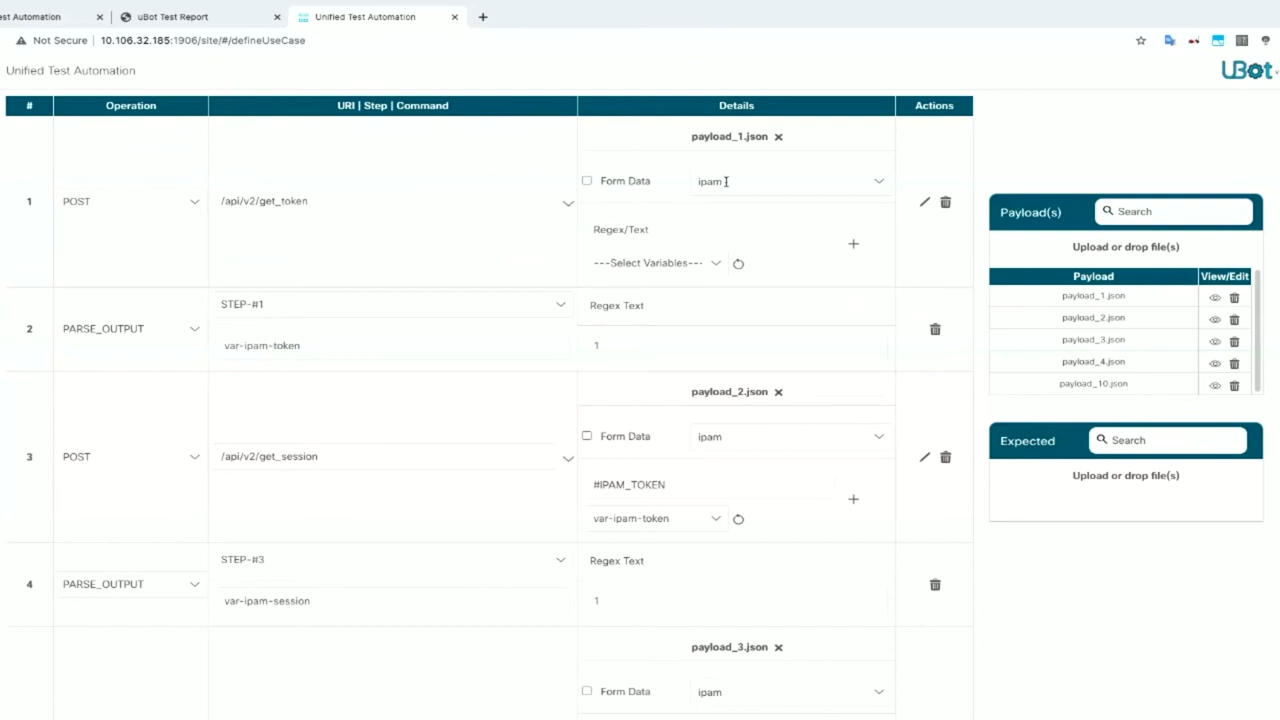 est Automation
uBot Test Report
Unified Test Automation
Not Secure | 10.106.32.185:1906/site/#/defineUseCase
Unified Test Automation
UBot
# Operation URI | Step | Command Details Actions
payload_1.json
Form Data ipam
1 POST /api/v2/get_token
Regex/Text
---Select Variables---
STEP-#1 Regex Text
2 PARSE_OUTPUT
var-ipam-token 1
payload_2.json
Form Data ipam
3 POST /api/v2/get_session
#IPAM_TOKEN
var-ipam-token
STEP-#3 Regex Text
4 PARSE_OUTPUT
var-ipam-session 1
payload_3.json
Form Data ipam
Payload(s) Search
Upload or drop file(s)
Payload View/Edit
payload_1.json
payload_2.json
payload_3.json
payload_4.json
payload_10.json
Expected Search
Upload or drop file(s)